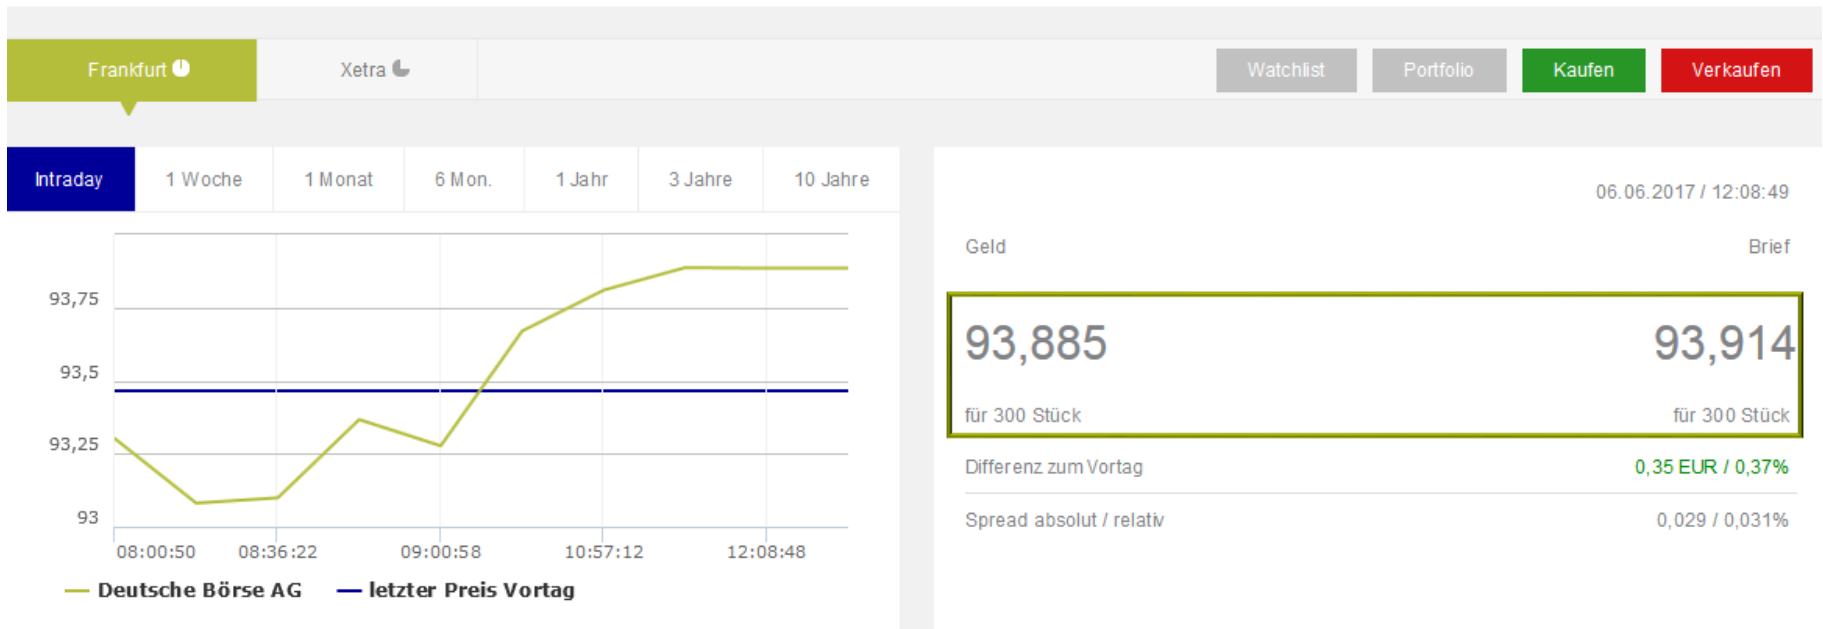 Frankfurt
Xetra
Watchlist
Portfolio
Kaufen
Verkaufen
Intraday
1 Woche
1 Monat
6 Mon.
1 Jahr
3 Jahre
10 Jahre
93,75
93,5
93,25
93
08:00:50
08:36:22
09:00:58
10:57:12
12:08:48
Deutsche Börse AG
letzter Preis Vortag
06.06.2017 / 12:08:49
Geld
Brief
93,885
93,914
für 300 Stück
für 300 Stück
Differenz zum Vortag
0,35 EUR / 0,37%
Spread absolut / relativ
0,029 / 0,031%